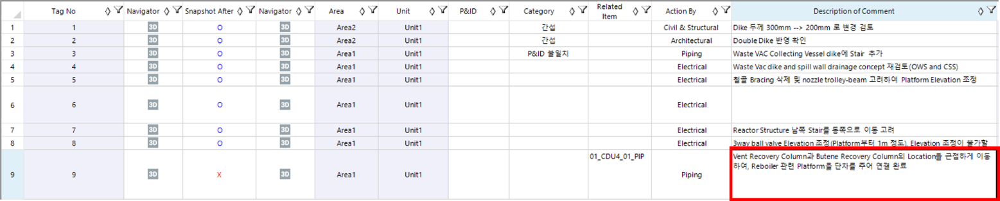 Tag No Navigator Snapshot After Navigator Area Unit P&ID Category Related Item Action By Description of Comment
1 1 3D O 3D Area2 Unit1 간섭 Civil & Structural Dike 두께 300mm --> 200mm 로 변경 검토
2 2 3D O 3D Area2 Unit1 간섭 Architectural Double Dike 반영 확인
3 3 3D O 3D Area1 Unit1 P&ID 불일치 Piping Waste VAC Collecting Vessel dike에 Stair 추가
4 4 3D O 3D Area1 Unit1 Electrical Waste Vac dike and spill wall drainage concept 재검토(OWS and CSS)
5 5 3D O 3D Area1 Unit1 Electrical 철골 Bracing 삭제 및 nozzle trolley-beam 고려하여 Platform Elevation 조정
6 6 3D O 3D Area1 Unit1 Electrical
7 7 3D O 3D Area1 Unit1 Electrical Reactor Structure 남쪽 Stair를 동쪽으로 이동 고려
8 8 3D O 3D Area1 Unit1 Electrical 3way ball valve Elevation 조정(Platform부터 1m 정도), Elevation 조정이 불가할
9 9 3D X 3D Area1 Unit1 01_CDU4_01_PIP Piping Vent Recovery Column과 Butene Recovery Column의 Location을 근접하게 이동
하여, Reboiler 관련 Platform을 단차를 주어 연결 완료